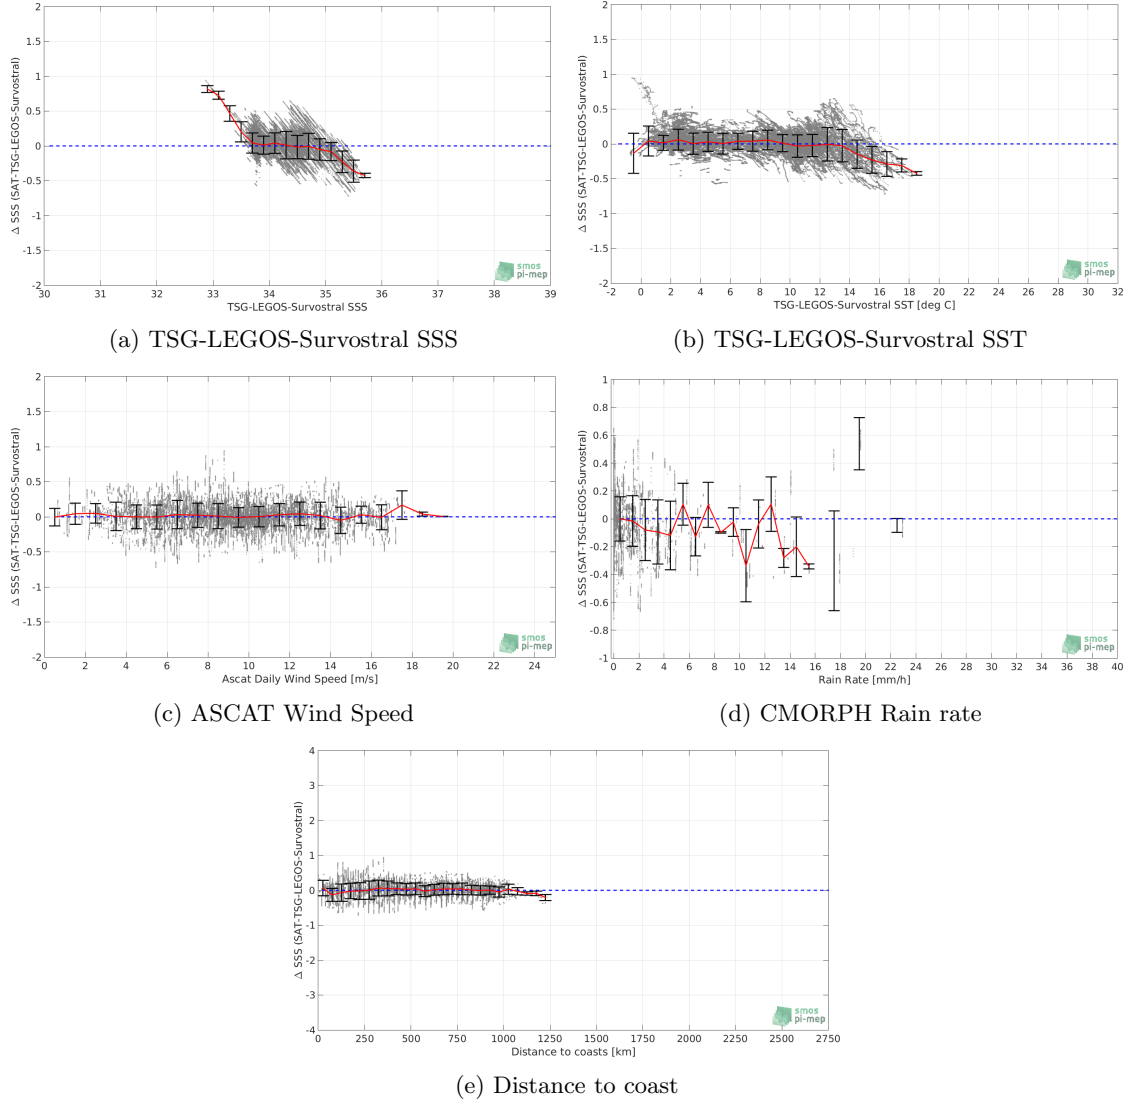 Δ SSS (SAT-TSG-LEGOS-Survostral)
2
1.5
1
0.5
0
-0.5
-1
-1.5
-2
30 31 32 33 34 35 36 37 38 39
TSG-LEGOS-Survostral SSS
smos
pi-mep
(a) TSG-LEGOS-Survostral SSS
Δ SSS (SAT-TSG-LEGOS-Survostral)
2
1.5
1
0.5
0
-0.5
-1
-1.5
-2
-2 0 2 4 6 8 10 12 14 16 18 20 22 24 26 28 30 32
TSG-LEGOS-Survostral SST [deg C]
smos
pi-mep
(b) TSG-LEGOS-Survostral SST
Δ SSS (SAT-TSG-LEGOS-Survostral)
2
1.5
1
0.5
0
-0.5
-1
-1.5
-2
0 2 4 6 8 10 12 14 16 18 20 22 24
Ascat Daily Wind Speed [m/s]
smos
pi-mep
(c) ASCAT Wind Speed
Δ SSS (SAT-TSG-LEGOS-Survostral)
1
0.8
0.6
0.4
0.2
0
-0.2
-0.4
-0.6
-0.8
-1
0 2 4 6 8 10 12 14 16 18 20 22 24 26 28 30 32 34 36 38 40
Rain Rate [mm/h]
smos
pi-mep
(d) CMORPH Rain rate
Δ SSS (SAT-TSG-LEGOS-Survostral)
4
3
2
1
0
-1
-2
-3
-4
0 250 500 750 1000 1250 1500 1750 2000 2250 2500 2750
Distance to coasts [km]
smos
pi-mep
(e) Distance to coast